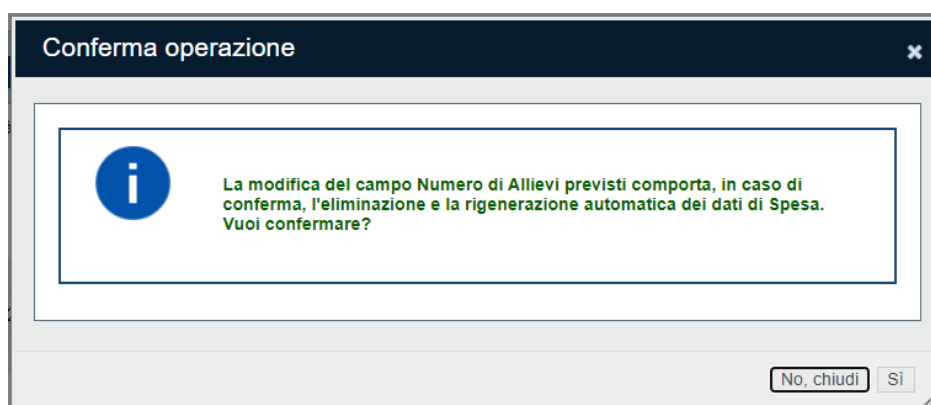 Conferma operazione
La modifica del campo Numero di Allievi previsti comporta, in caso di
conferma, l'eliminazione e la rigenerazione automatica dei dati di Spesa.
Vuoi confermare?
No, chiudi
Sì